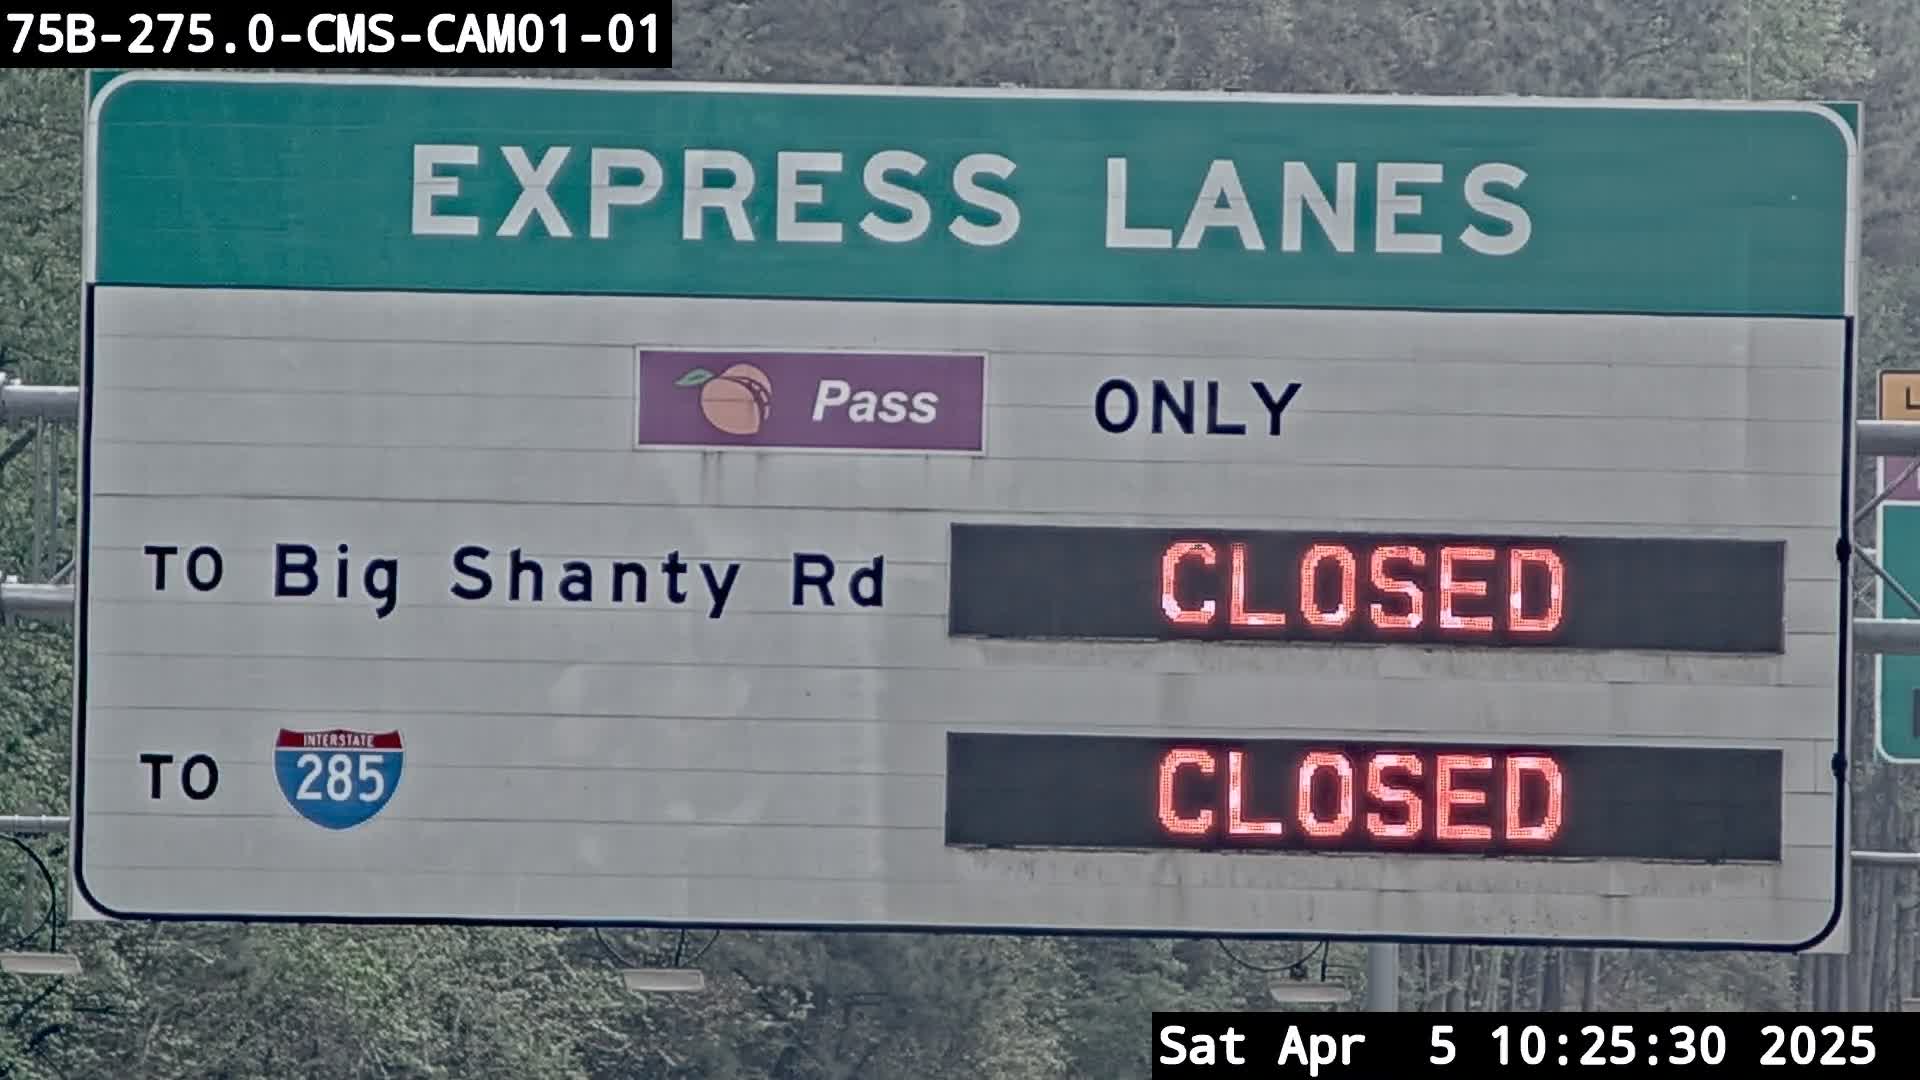 75B-275.0-CMS-CAM01-01
EXPRESS LANES
Pass ONLY
TO Big Shanty Rd CLOSED
INTERSTATE
TO 285 CLOSED
Sat Apr 5 10:25:30 2025